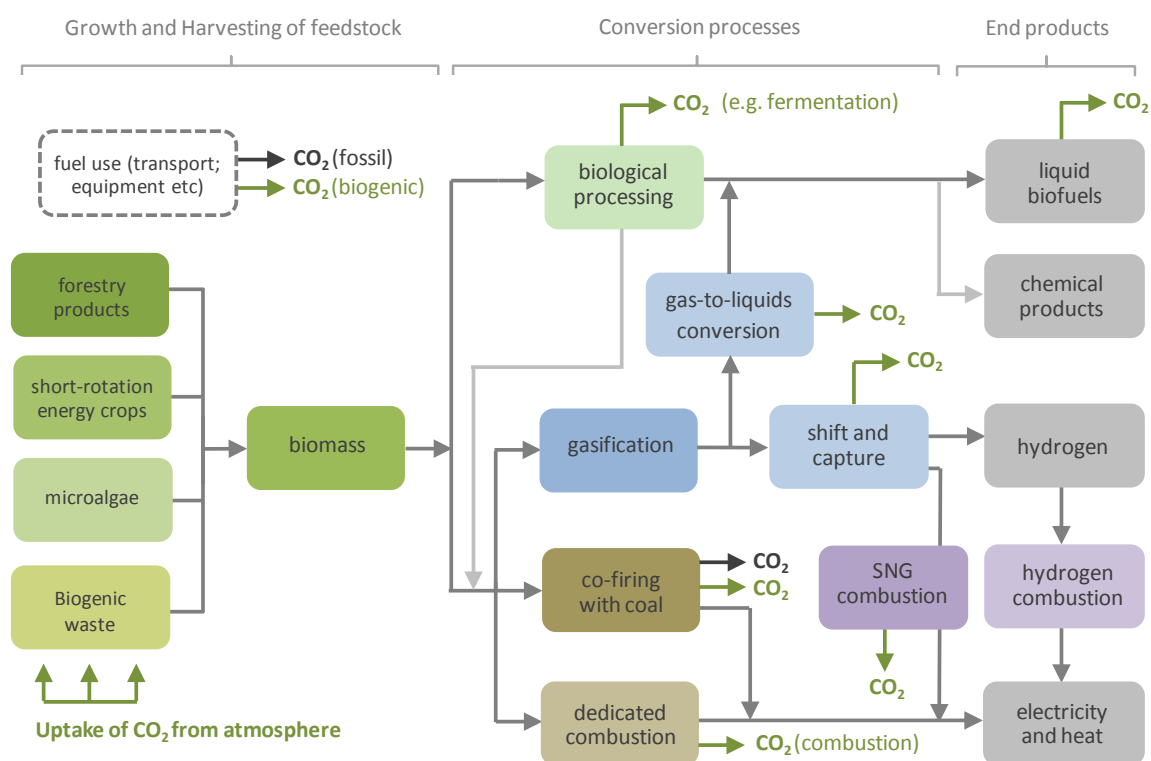 Growth and Harvesting of feedstock
Conversion processes
End products
CO₂ (e.g. fermentation)
CO₂
fuel use (transport;
equipment etc)
CO₂ (fossil)
CO₂ (biogenic)
biological
processing
liquid
biofuels
forestry
products
gas-to-liquids
conversion
CO₂
chemical
products
short-rotation
energy crops
CO₂
biomass
gasification
shift and
capture
hydrogen
microalgae
co-firing
with coal
CO₂
CO₂
SNG
combustion
hydrogen
combustion
Biogenic
waste
CO₂
Uptake of CO₂ from atmosphere
dedicated
combustion
CO₂ (combustion)
electricity
and heat